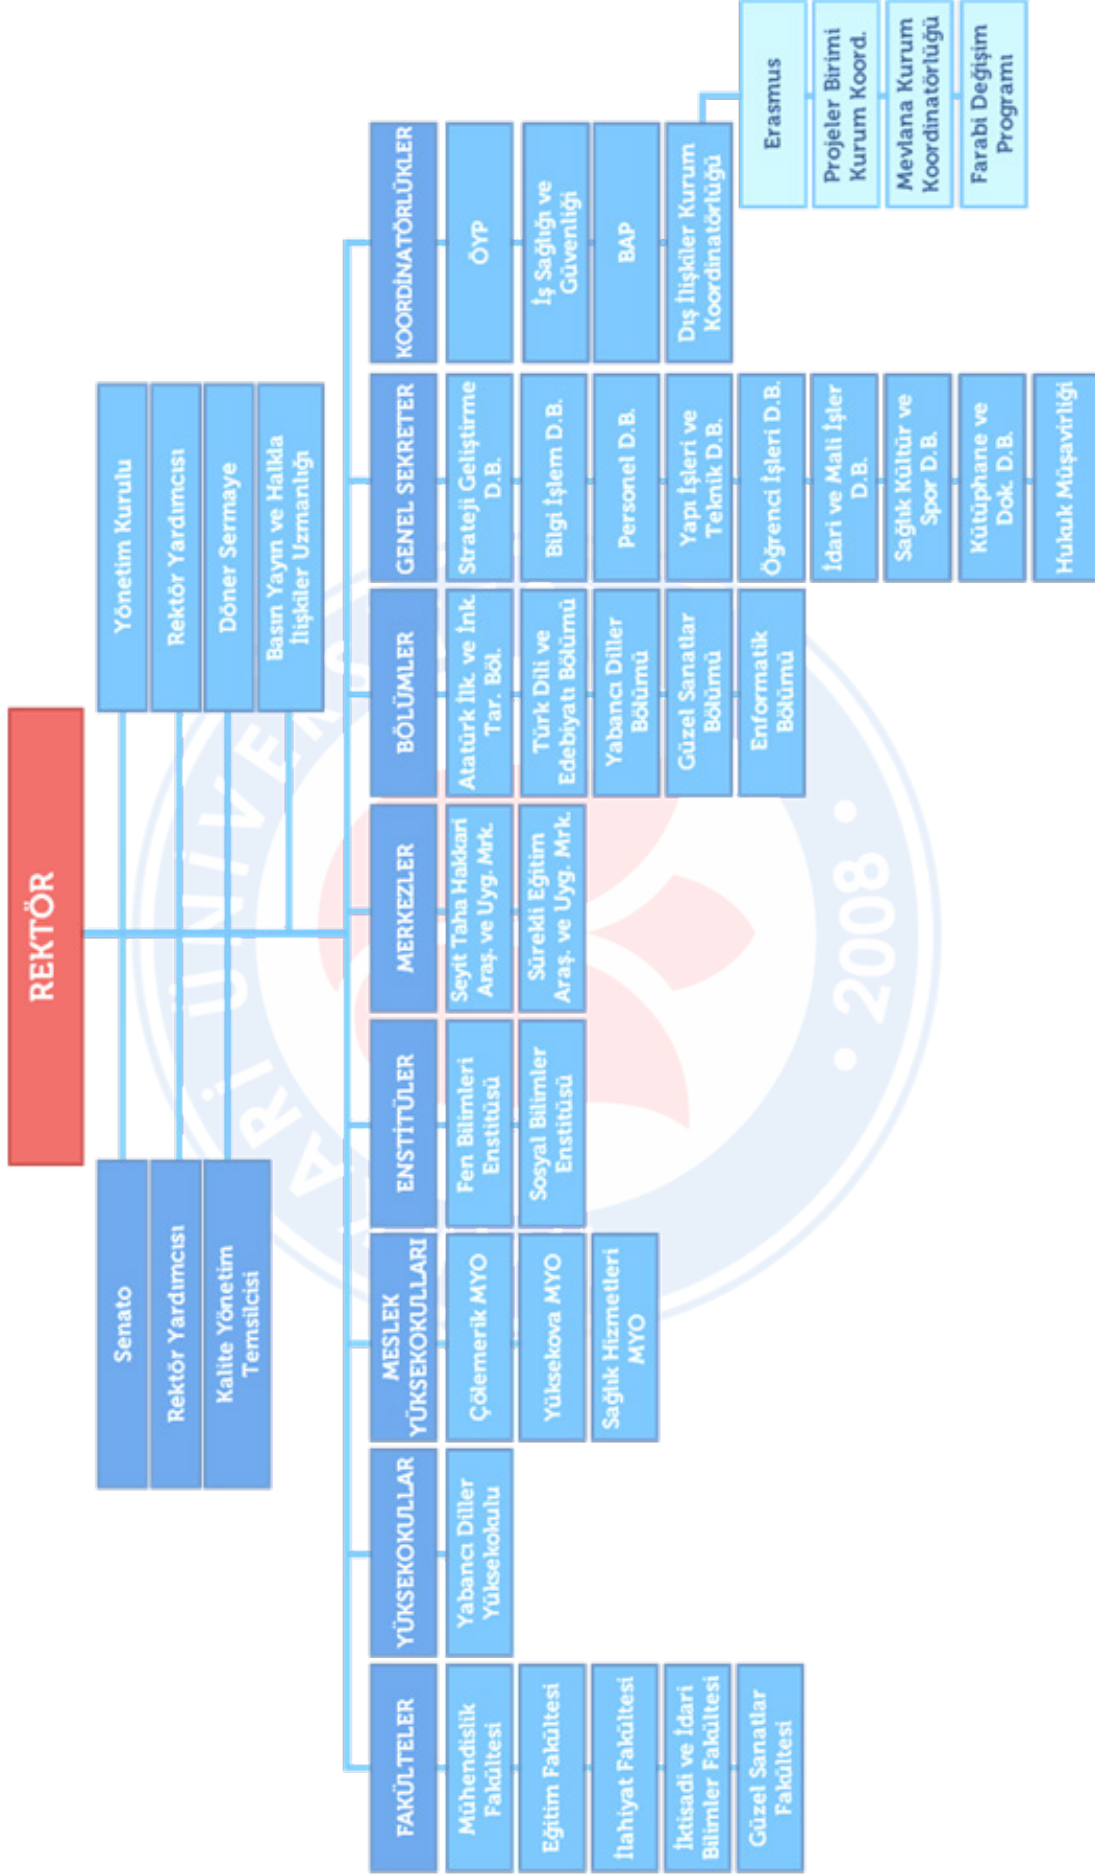 REKTÖR
Senato
Rektör Yardımcısı
Kalite Yönetim
Temsilcisi
Yönetim Kurulu
Rektör Yardımcısı
Döner Sermaye
Basın Yayın ve Halkla
İlişkiler Uzmanlığı
FAKÜLTELER
Mühendislik
Fakültesi
Eğitim Fakültesi
İlahiyat Fakültesi
İktisadi ve İdari
Bilimler Fakültesi
Güzel Sanatlar
Fakültesi
YÜKSEKOKULLAR
Yabancı Diller
Yüksekokulu
MESLEK
YÜKSEKOKULLARI
Çölemerik MYO
Yüksekova MYO
Sağlık Hizmetleri
MYO
ENSTİTÜLER
Fen Bilimleri
Enstitüsü
Sosyal Bilimler
Enstitüsü
MERKEZLER
Seyit Taha Hakkari
Araş. ve Uyg. Mrk.
Sürekli Eğitim
Araş. ve Uyg. Mrk.
BÖLÜMLER
Atatürk İlk. ve İnk.
Tar. Böl.
Türk Dili ve
Edebiyatı Bölümü
Yabancı Diller
Bölümü
Güzel Sanatlar
Bölümü
Enformatik
Bölümü
GENEL SEKRETER
Strateji Geliştirme
D.B.
Bilgi İşlem D.B.
Personel D.B.
Yapı İşleri ve
Teknik D.B.
Öğrenci İşleri D.B.
İdari ve Mali İşler
D.B.
Sağlık Kültür ve
Spor D.B.
Kütüphane ve
Dok. D.B.
Hukuk Müşavirliği
KOORDİNATÖRLÜKLER
ÖYP
İş Sağlığı ve
Güvenliği
BAP
Dış İlişkiler Kurum
Koordinatörlüğü
Erasmus
Projeler Birimi
Kurum Koord.
Mevlana Kurum
Koordinatörlüğü
Farabi Değişim
Programı
• 2008 •